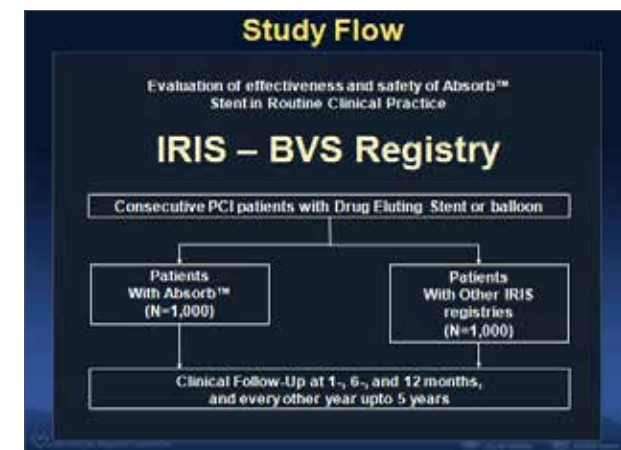 Study Flow
Evaluation of effectiveness and safety of Absorb™
Stent in Routine Clinical Practice
IRIS – BVS Registry
Consecutive PCI patients with Drug Eluting Stent or balloon
Patients
With Absorb™
(N=1,000)
Patients
With Other IRIS
registries
(N=1,000)
Clinical Follow-Up at 1-, 6-, and 12 months,
and every other year upto 5 years